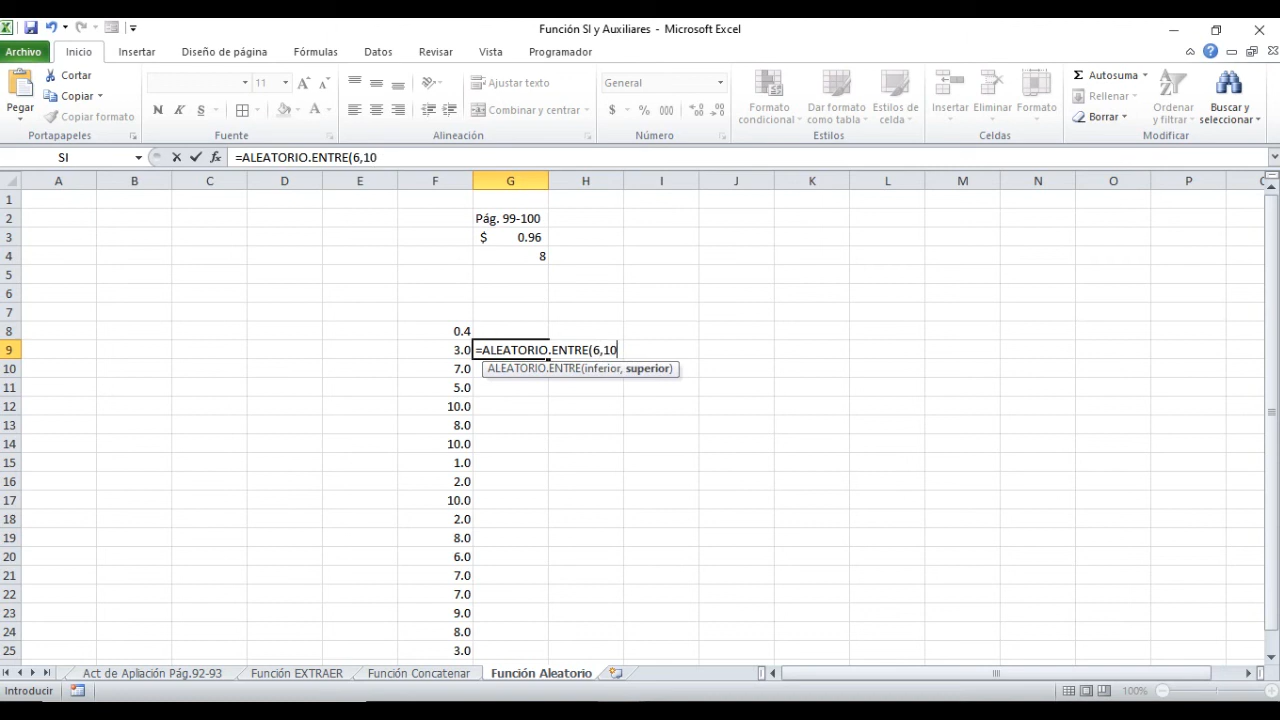 Función SI y Auxiliares - Microsoft Excel
Archivo Inicio Insertar Diseño de página Fórmulas Datos Revisar Vista Programador
Pegar
Cortar
Copiar
Copiar formato
Portapapeles
11
N K S A
Fuente
Ajustar texto
Combinar y centrar
Alineación
General
$ % 000
Número
Formato condicional
Dar formato como tabla
Estilos de celda
Estilos
Insertar Eliminar Formato
Celdas
Autosuma
Rellenar
Borrar
Ordenar y filtrar
Buscar y seleccionar
Modificar
SI fx =ALEATORIO.ENTRE(6,10
A B C D E F G H I J K L M N O P
1
2 Pág. 99-100
3 $ 0.96
4 8
5
6
7
8 0.4
9 3.0 =ALEATORIO.ENTRE(6,10
10 7.0 ALEATORIO.ENTRE(inferior, superior)
11 5.0
12 10.0
13 8.0
14 10.0
15 1.0
16 2.0
17 10.0
18 2.0
19 8.0
20 6.0
21 7.0
22 7.0
23 9.0
24 8.0
25 3.0
Act de Apliación Pág.92-93 Función EXTRAER Función Concatenar Función Aleatorio
Introducir 100%